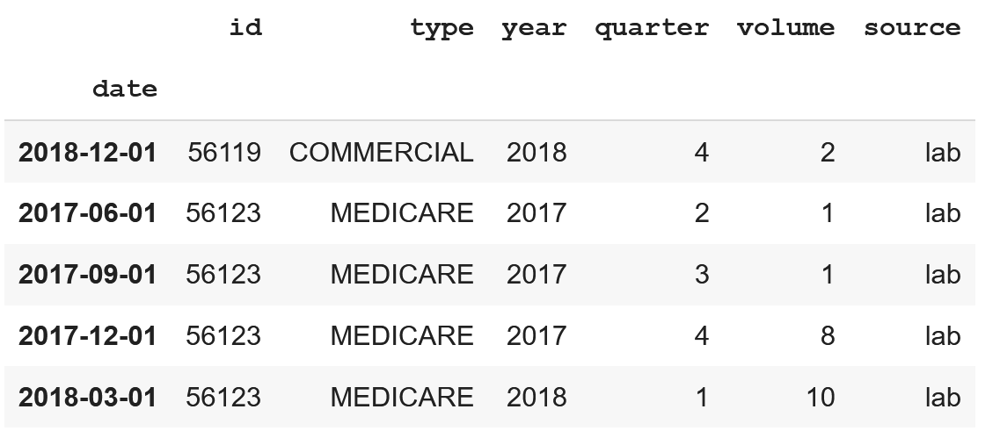 id type year quarter volume source
date
2018-12-01 56119 COMMERCIAL 2018 4 2 lab
2017-06-01 56123 MEDICARE 2017 2 1 lab
2017-09-01 56123 MEDICARE 2017 3 1 lab
2017-12-01 56123 MEDICARE 2017 4 8 lab
2018-03-01 56123 MEDICARE 2018 1 10 lab